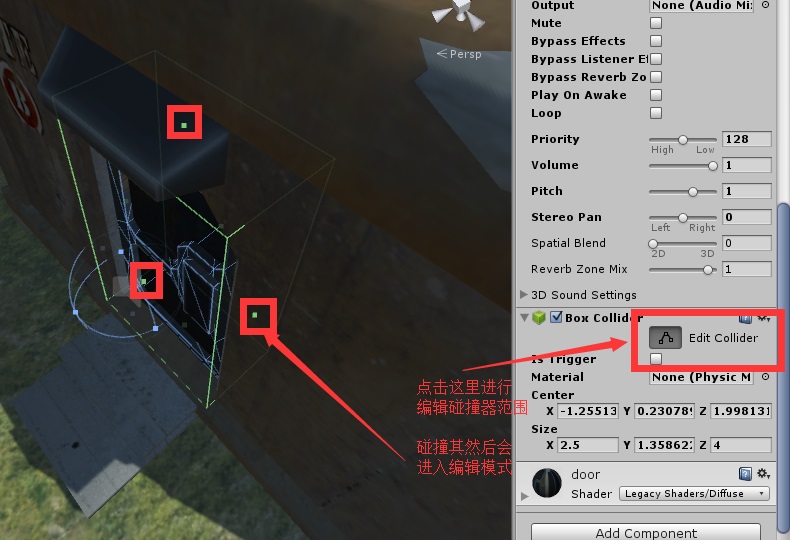 Output None (Audio Mi
Mute
Bypass Effects
Bypass Listener E
Bypass Reverb Zo
Play On Awake
Loop
Priority 128
High Low
Volume 1
Pitch 1
Stereo Pan 0
Left Right
Spatial Blend 0
2D 3D
Reverb Zone Mix 1
3D Sound Settings
Box Collider
Edit Collider
Is Trigger
Material None (Physic M
Center
X -1.25513 Y 0.230789 Z 1.998131
Size
X 2.5 Y 1.35862 Z 4
door
Shader Legacy Shaders/Diffuse
Add Component
Persp
点击这里进行
编辑碰撞器范围
碰撞其然后会
进入编辑模式